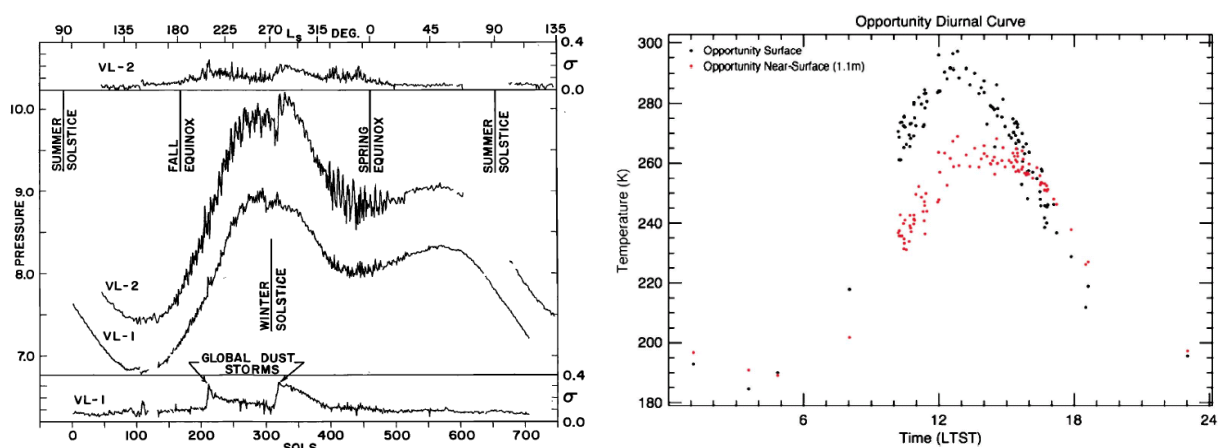 90 135 180 225 270 Ls 315 DEG. 0 45 90 135
VL-2
0.4
σ
0.0
10.0
9.0
8.0
7.0
PRESSURE
SUMMER
SOLSTICE
FALL
EQUINOX
SPRING
EQUINOX
SUMMER
SOLSTICE
WINTER
SOLSTICE
VL-2
VL-1
GLOBAL DUST
STORMS
VL-1
0.4
σ
0.0
0 100 200 300 400 500 600 700
SOLS
Opportunity Diurnal Curve
Opportunity Surface
Opportunity Near-Surface (1.1m)
300
280
260
240
220
200
180
Temperature (K)
0 6 12 18 24
Time (LTST)